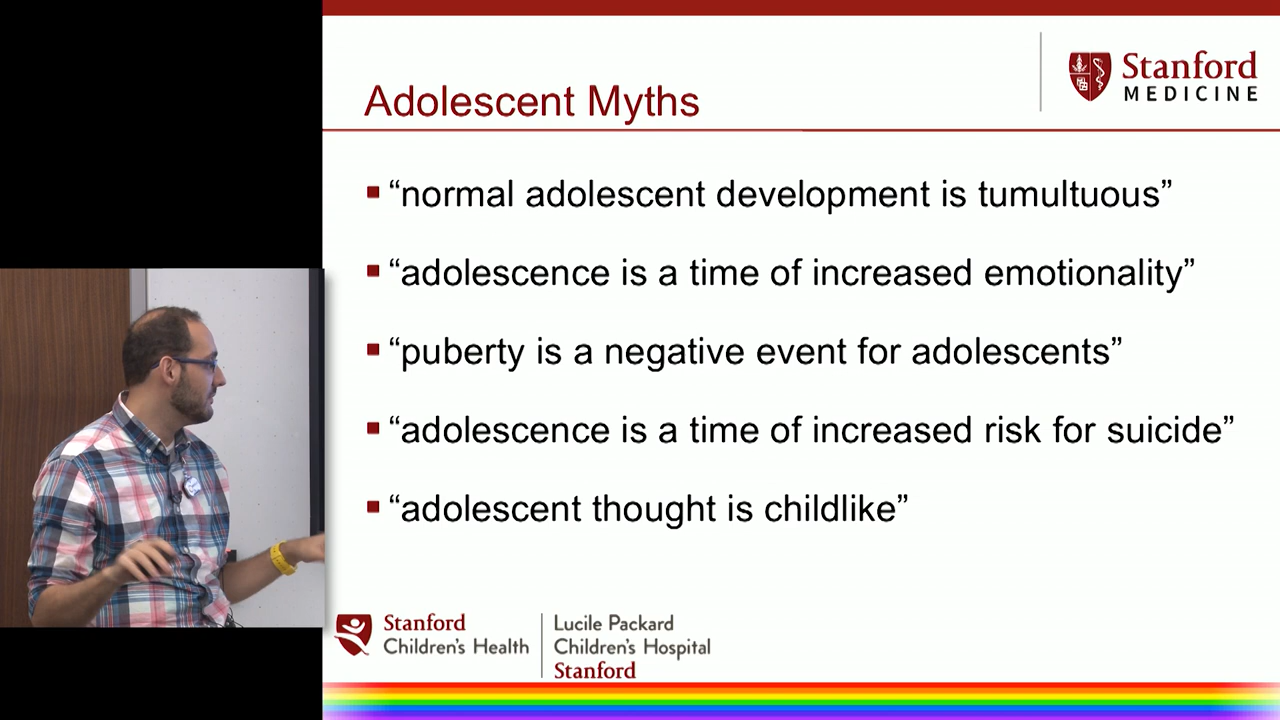 Stanford
MEDICINE
Adolescent Myths
“normal adolescent development is tumultuous”
“adolescence is a time of increased emotionality”
“puberty is a negative event for adolescents”
“adolescence is a time of increased risk for suicide”
“adolescent thought is childlike”
Stanford
Children’s Health
Lucile Packard
Children’s Hospital
Stanford